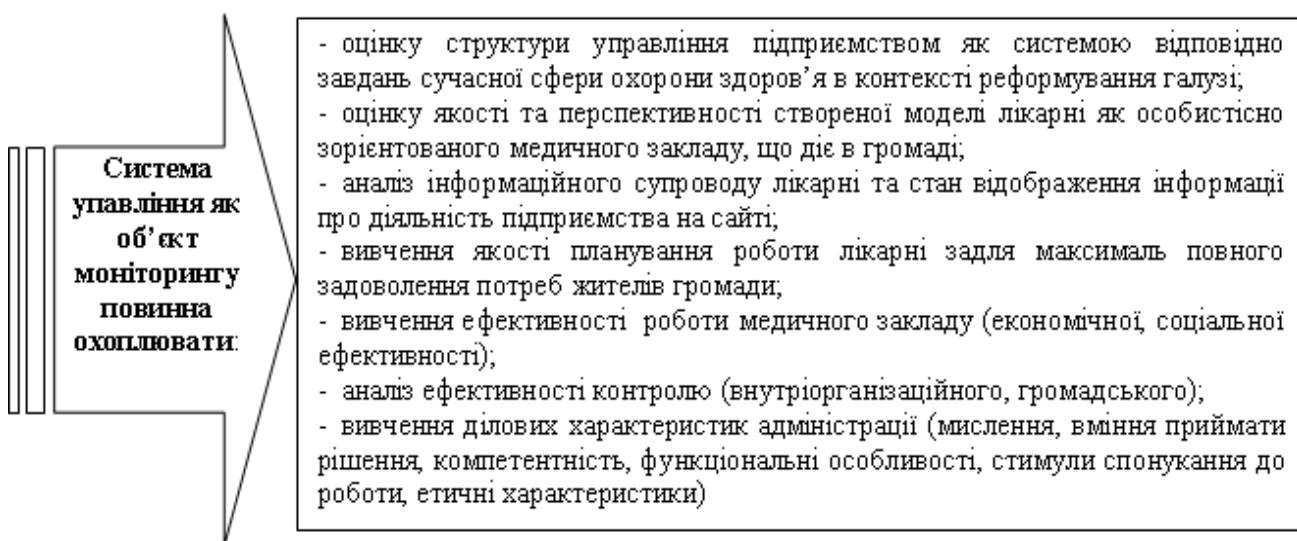 Система
упавління як
об’єкт
моніторингу
повинна
охоплювати:
- оцінку структури управління підприємством як системою відповідно
завдань сучасної сфери охорони здоров’я в контексті реформування галузі;
- оцінку якості та перспективності створеної моделі лікарні як особистісно
зорієнтованого медичного закладу, що діє в громаді;
- аналіз інформаційного супроводу лікарні та стан відображення інформації
про діяльність підприємства на сайті;
- вивчення якості планування роботи лікарні задля максималь повного
задоволення потреб жителів громади;
- вивчення ефективності роботи медичного закладу (економічної, соціальної
ефективності);
- аналіз ефективності контролю (внутріорганізаційного, громадського);
- вивчення ділових характеристик адміністрації (мислення, вміння приймати
рішення, компетентність, функціональні особливості, стимули спонукання до
роботи, етичні характеристики)